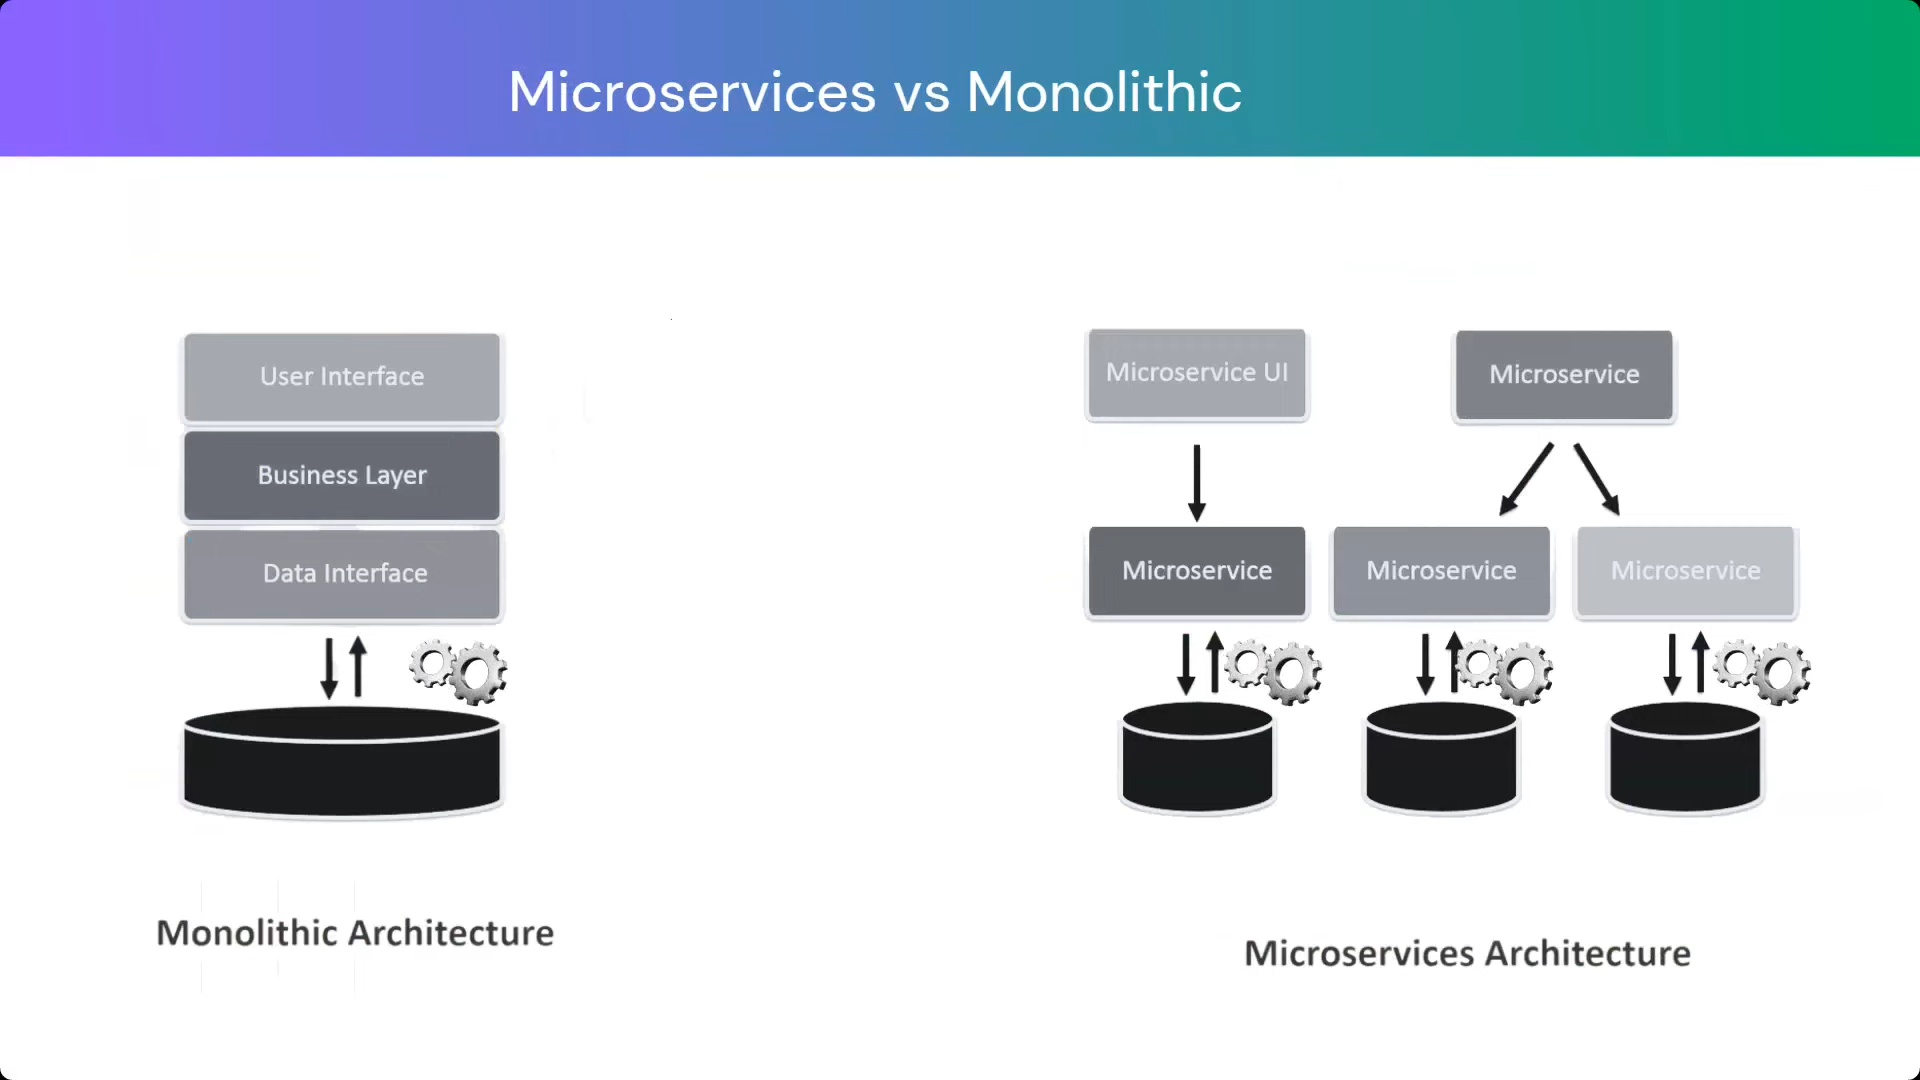 Microservices vs Monolithic
User Interface
Business Layer
Data Interface
Monolithic Architecture
Microservice UI
Microservice
Microservice
Microservice
Microservice
Microservices Architecture